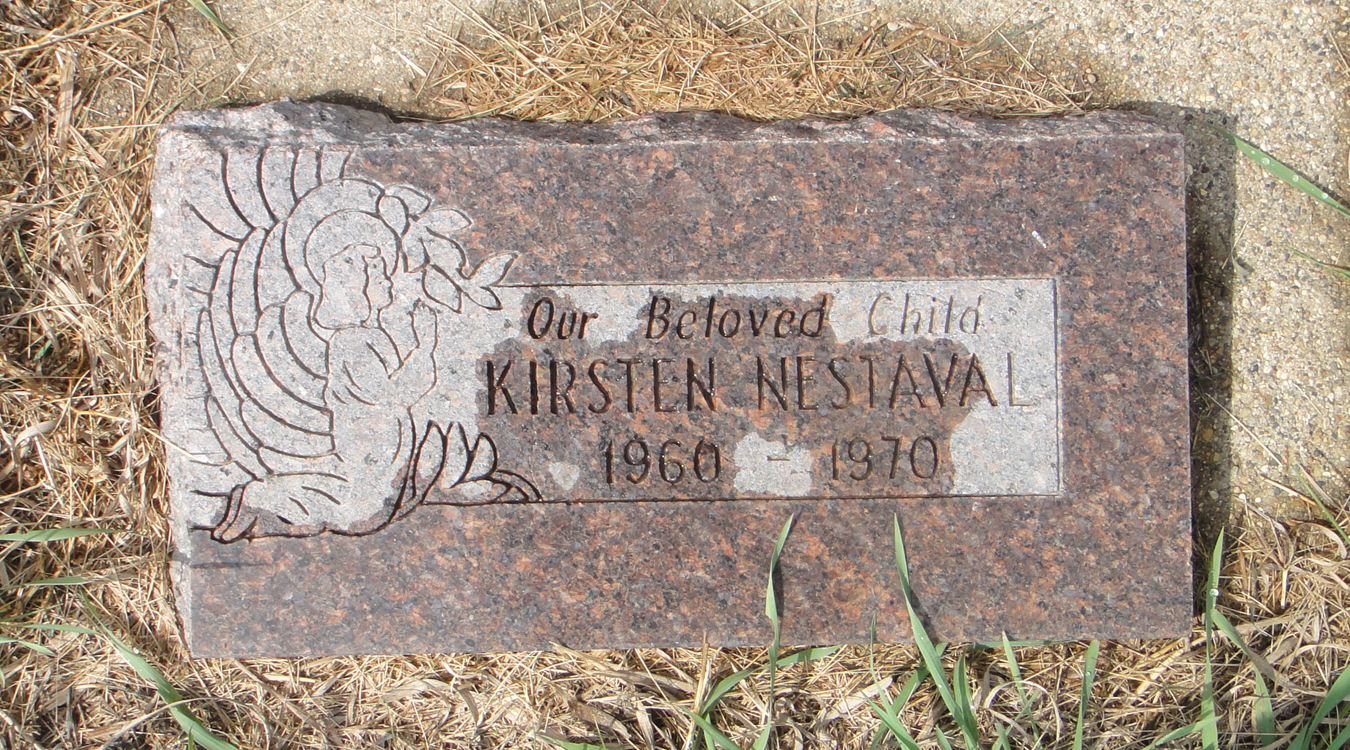 Our Beloved Child
KIRSTEN NESTAVAL
1960 - 1970